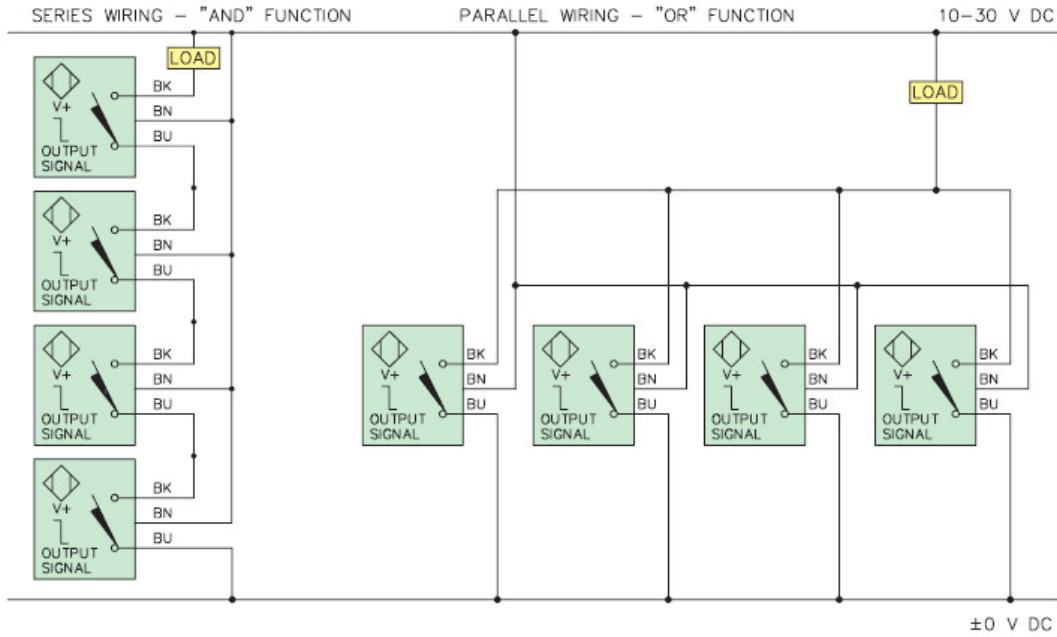 SERIES WIRING – "AND" FUNCTION
PARALLEL WIRING – "OR" FUNCTION
10–30 V DC
LOAD
BK
V+
BN
BU
OUTPUT
SIGNAL
BK
V+
BN
BU
OUTPUT
SIGNAL
BK
V+
BN
BU
OUTPUT
SIGNAL
BK
V+
BN
BU
OUTPUT
SIGNAL
LOAD
BK
V+
BN
BU
OUTPUT
SIGNAL
BK
V+
BN
BU
OUTPUT
SIGNAL
BK
V+
BN
BU
OUTPUT
SIGNAL
BK
V+
BN
BU
OUTPUT
SIGNAL
±0 V DC